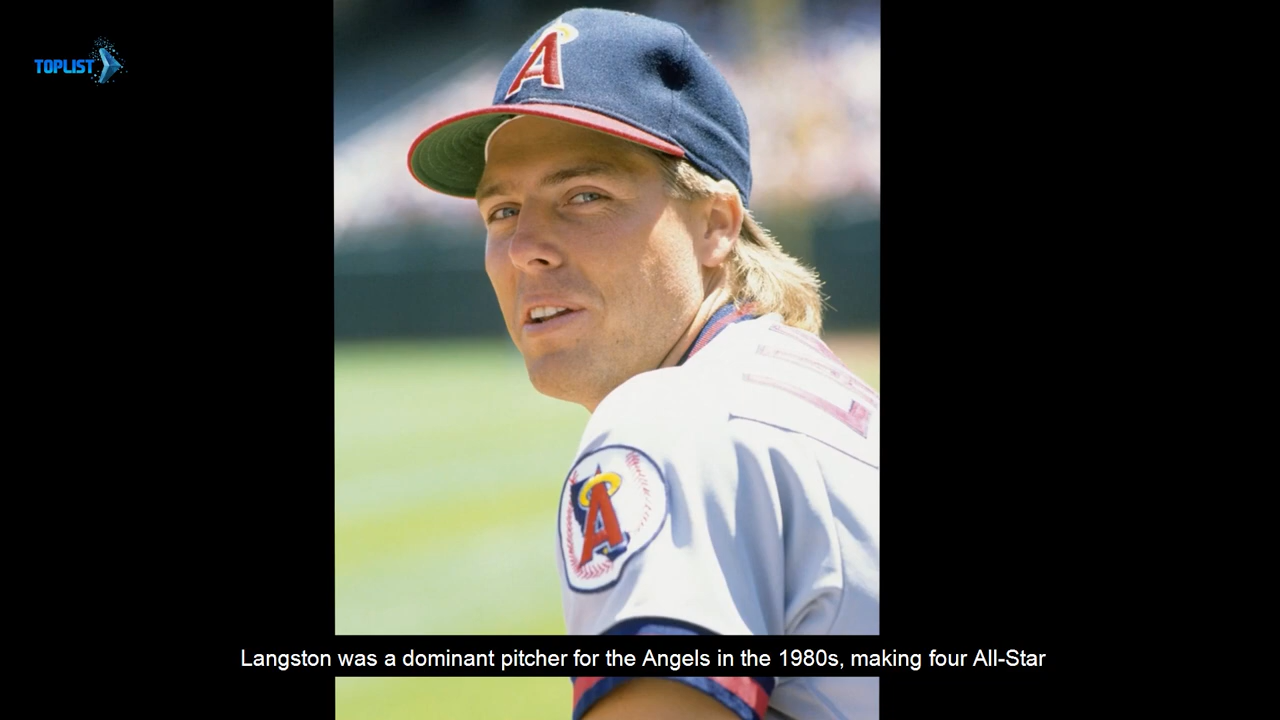 TOPLIST
A
A
Langston was a dominant pitcher for the Angels in the 1980s, making four All-Star